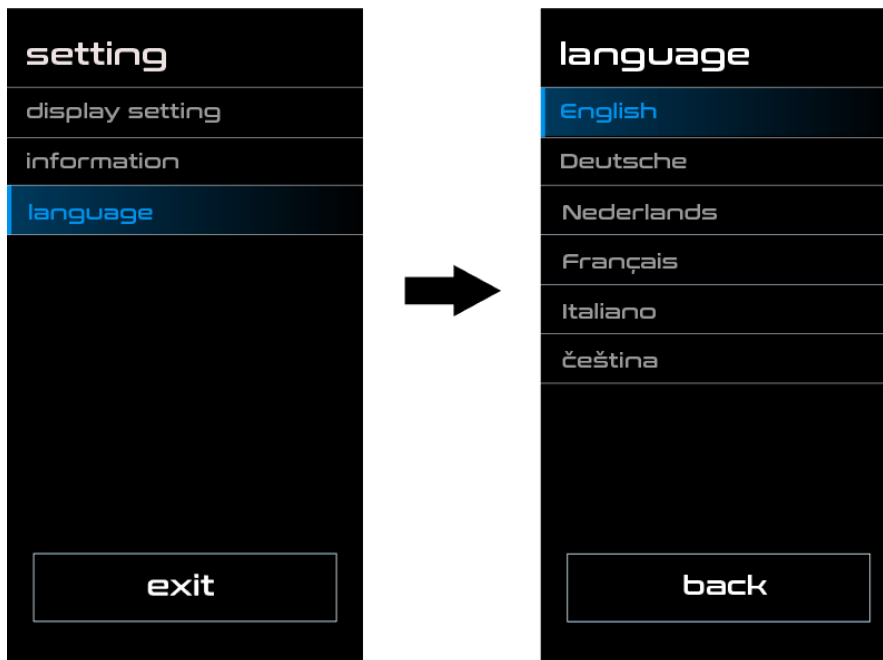 setting
display setting
information
language
exit
language
English
Deutsche
Nederlands
Français
Italiano
čeština
back